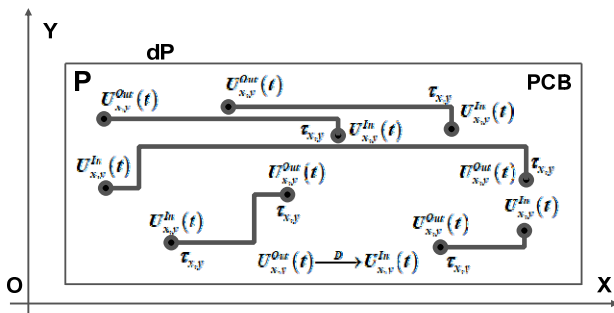 Y
dP
P
PCB
U^{Out}_{x,y}(t)
U^{Out}_{x,y}(t)
τ_{x,y}
U^{In}_{x,y}(t)
τ_{x,y}
U^{In}_{x,y}(t)
U^{In}_{x,y}(t)
U^{Out}_{x,y}(t)
U^{Out}_{x,y}(t)
τ_{x,y}
τ_{x,y}
U^{In}_{x,y}(t)
U^{In}_{x,y}(t)
τ_{x,y}
U^{Out}_{x,y}(t)
τ_{x,y}
U^{Out}_{x,y}(t) \xrightarrow{D} U^{In}_{x,y}(t)
O
X